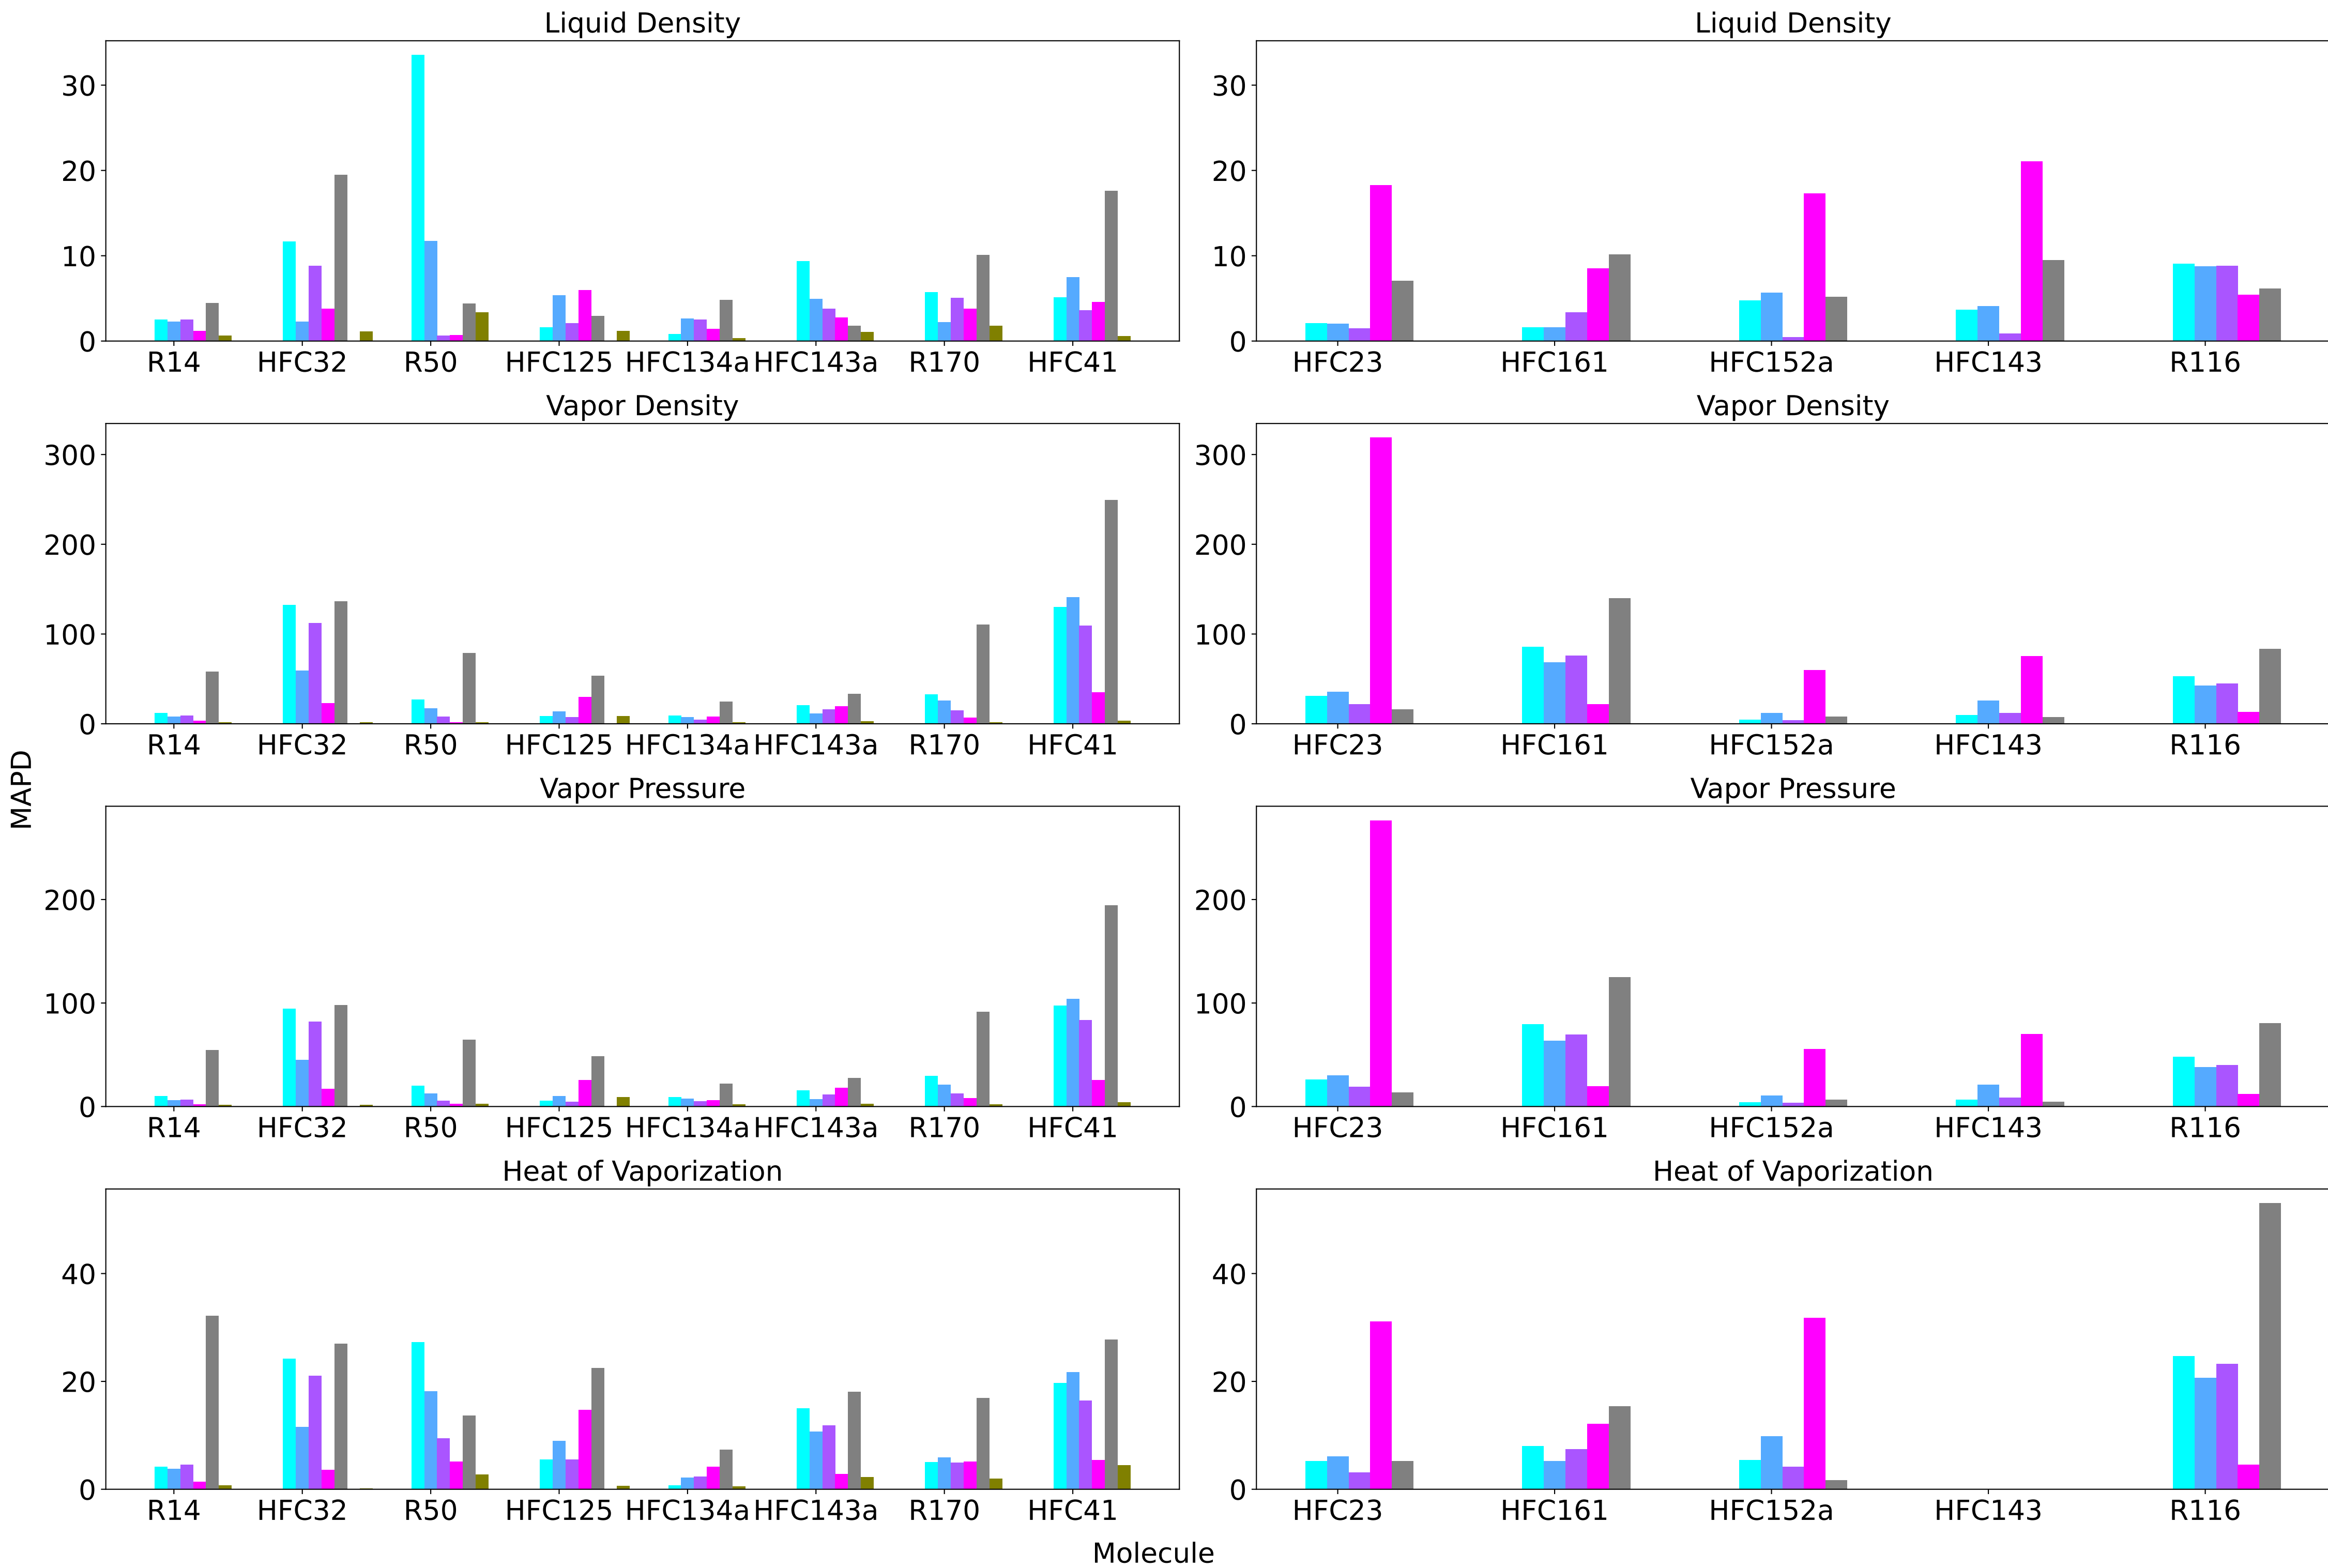 Liquid Density
Liquid Density
30
20
10
0
R14 HFC32 R50 HFC125 HFC134a HFC143a R170 HFC41
30
20
10
0
HFC23 HFC161 HFC152a HFC143 R116
Vapor Density
Vapor Density
300
200
100
0
R14 HFC32 R50 HFC125 HFC134a HFC143a R170 HFC41
300
200
100
0
HFC23 HFC161 HFC152a HFC143 R116
MAPD
Vapor Pressure
Vapor Pressure
200
100
0
R14 HFC32 R50 HFC125 HFC134a HFC143a R170 HFC41
200
100
0
HFC23 HFC161 HFC152a HFC143 R116
Heat of Vaporization
Heat of Vaporization
40
20
0
R14 HFC32 R50 HFC125 HFC134a HFC143a R170 HFC41
40
20
0
HFC23 HFC161 HFC152a HFC143 R116
Molecule